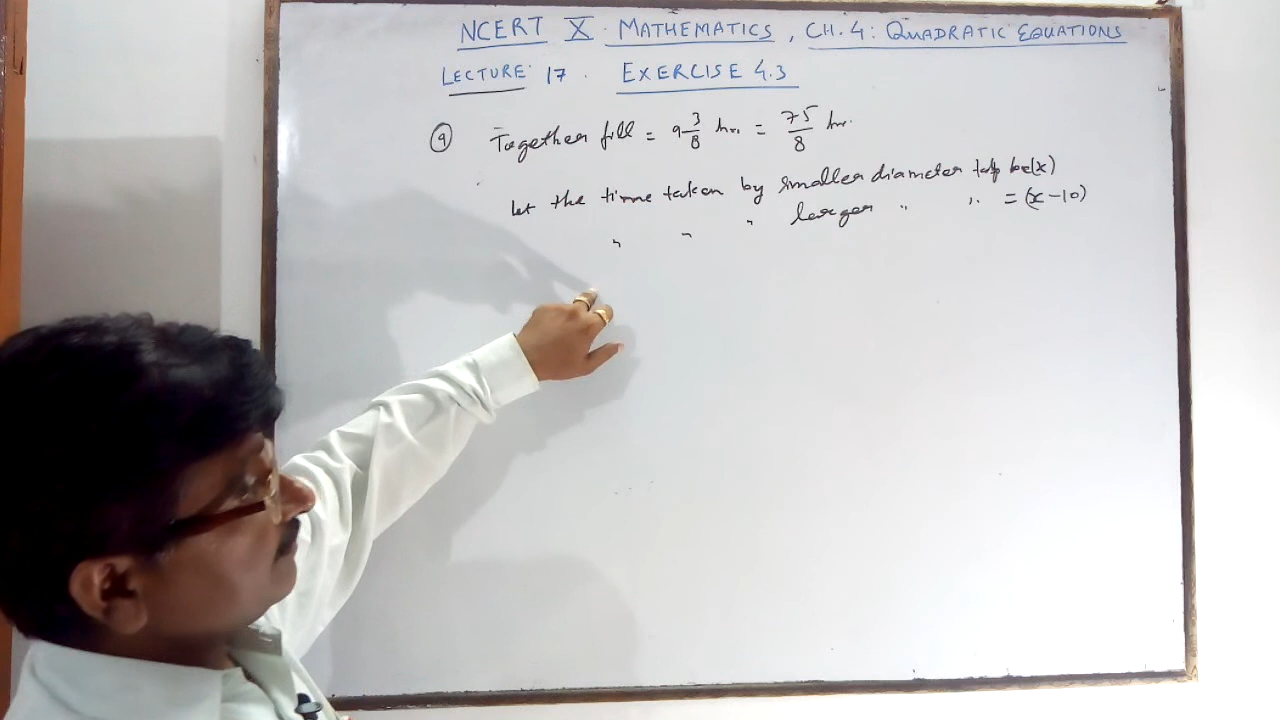 NCERT X. MATHEMATICS, CH.4: QUADRATIC EQUATIONS
LECTURE: 17. EXERCISE 4.3
⑨ Together fill = 9 3/8 hrs. = 75/8 hr.
Let the time taken by smaller diameter tap be (x)
" " " larger " " = (x-10)